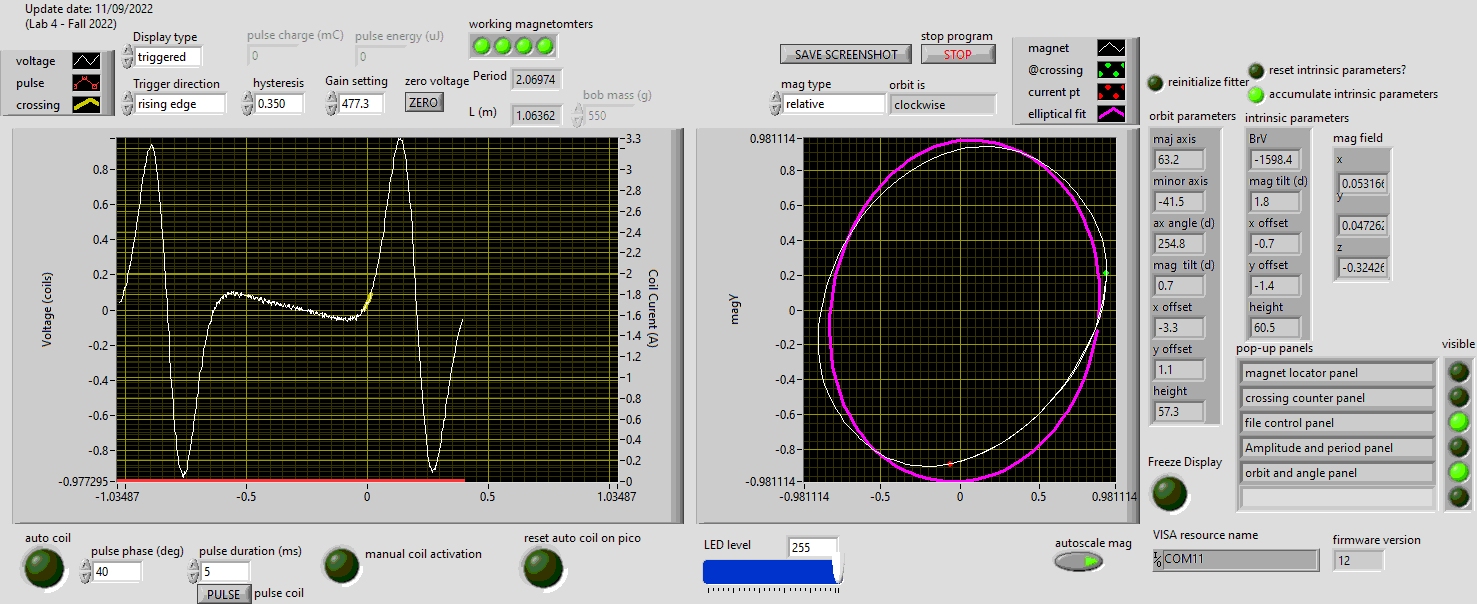 Update date: 11/09/2022
(Lab 4 - Fall 2022)
voltage
pulse
crossing
Display type
triggered
Trigger direction
rising edge
pulse charge (mC)
0
pulse energy (uJ)
0
hysteresis
0.350
Gain setting
477.3
working magnetomters
zero voltage
ZERO
Period
2.06974
L (m)
1.06362
bob mass (g)
550
SAVE SCREENSHOT
stop program
STOP
mag type
relative
orbit is
clockwise
magnet
@crossing
current pt
elliptical fit
reinitialize fitter
reset intrinsic parameters?
accumulate intrinsic parameters
orbit parameters
maj axis
63.2
minor axis
-41.5
ax angle (d)
254.8
mag tilt (d)
0.7
x offset
-3.3
y offset
1.1
height
57.3
intrinsic parameters
BrV
-1598.4
mag tilt (d)
1.8
x offset
-0.7
y offset
-1.4
height
60.5
mag field
x
0.053166
y
0.047262
z
-0.32426
Voltage (coils)
0.8
0.6
0.4
0.2
0
-0.2
-0.4
-0.6
-0.8
-0.977295
-1.03487
-0.5
0
0.5
1.03487
3.3
3
2.8
2.6
2.4
2.2
2
1.8
1.6
1.4
1.2
1
0.8
0.6
0.4
0.2
0
Coil Curent (A)
magY
0.981114
0.8
0.6
0.4
0.2
0
-0.2
-0.4
-0.6
-0.8
-0.981114
-0.981114
-0.5
0
0.5
0.981114
pop-up panels
visible
magnet locator panel
crossing counter panel
file control panel
Amplitude and period panel
orbit and angle panel
Freeze Display
auto coil
pulse phase (deg)
40
pulse duration (ms)
5
PULSE
pulse coil
manual coil activation
reset auto coil on pico
LED level
255
autoscale mag
VISA resource name
COM11
firmware version
12